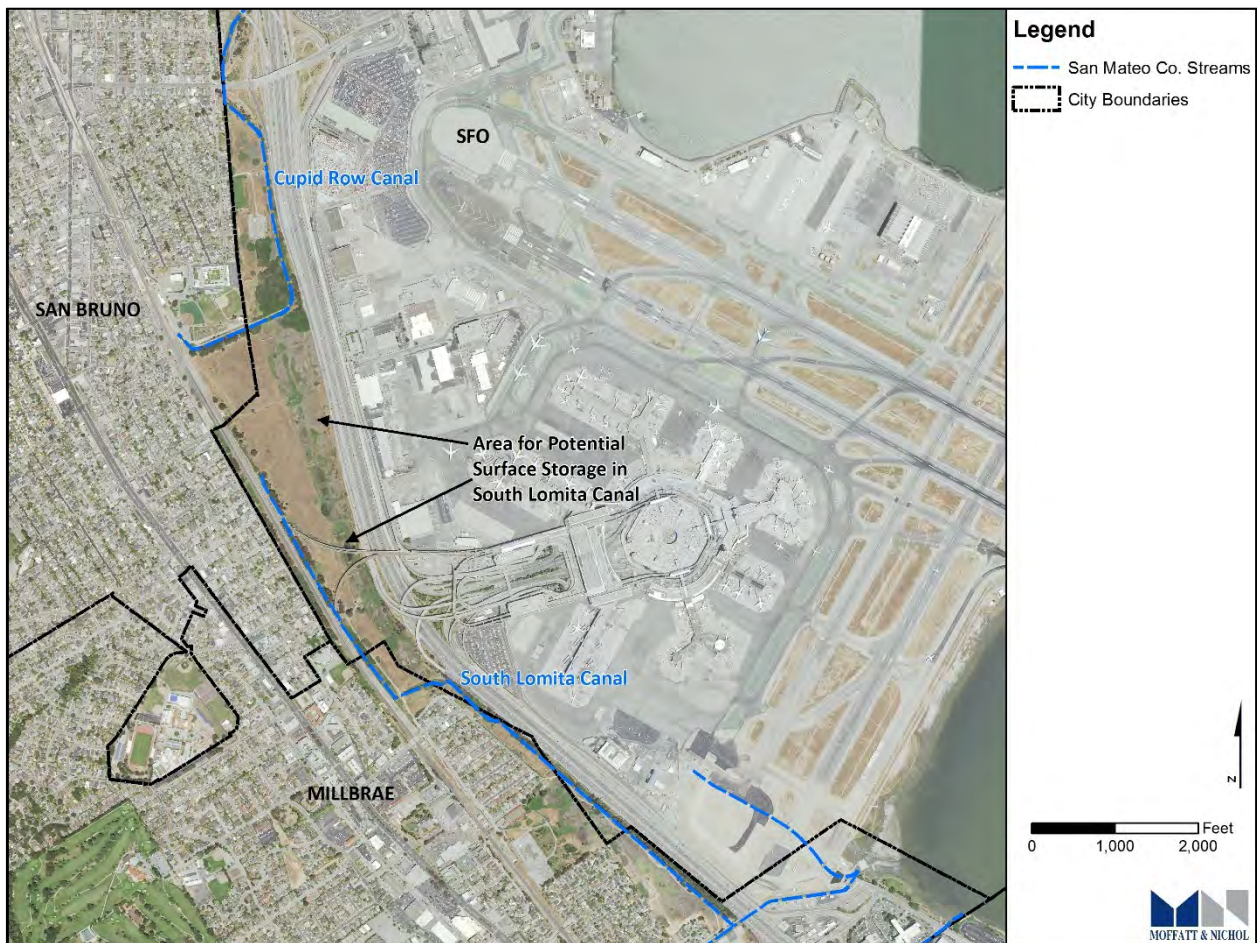 Legend
San Mateo Co. Streams
City Boundaries
SFO
Cupid Row Canal
SAN BRUNO
Area for Potential
Surface Storage in
South Lomita Canal
South Lomita Canal
MILLBRAE
N
Feet
0 1,000 2,000
MOFFATT & NICHOL